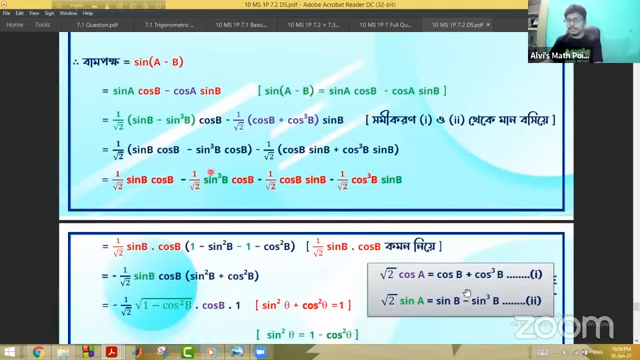 10 MS 1P 7.2 DS.pdf - Adobe Acrobat Reader DC (32-bit)
File Edit View Sign Window Help
Home Tools 7.1 Question.pdf 7.1 Trigonometric ... 10 MS 1P 7.1 Basic... 10 MS 1P 7.2 + 7.3... 10 MS 1P 7 Full Qu... 10 MS 1P 7.2 DS.pdf
Alvi's Math Poi...
∴ বামপক্ষ = sin(A - B)
= sinA cosB - cosA sinB [ sin(A - B) = sinA cosB - cosA sinB ]
= 1/√2 (sinB − sin³B) cosB - 1/√2 (cosB + cos³B) sinB [ সমীকরণ (i) ও (ii) থেকে মান বসিয়ে ]
= 1/√2 (sinB cosB − sin³B cosB) - 1/√2 (cosB sinB + cos³B sinB)
= 1/√2 sinB cosB - 1/√2 sin³B cosB - 1/√2 cosB sinB - 1/√2 cos³B sinB
= 1/√2 sinB . cosB (1 − sin²B − 1 − cos²B) [ 1/√2 sinB . cosB কমন নিয়ে ]
= - 1/√2 sinB cosB (sin²B + cos²B)
= - 1/√2 √1 − cos²B . cosB . 1 [ sin² θ + cos²θ =1 ]
[ sin² θ = 1 - cos²θ ]
√2 cosA = cos B + cos³ B ........(i)
√2 sin A = sin B − sin³ B ........(ii)
zoom